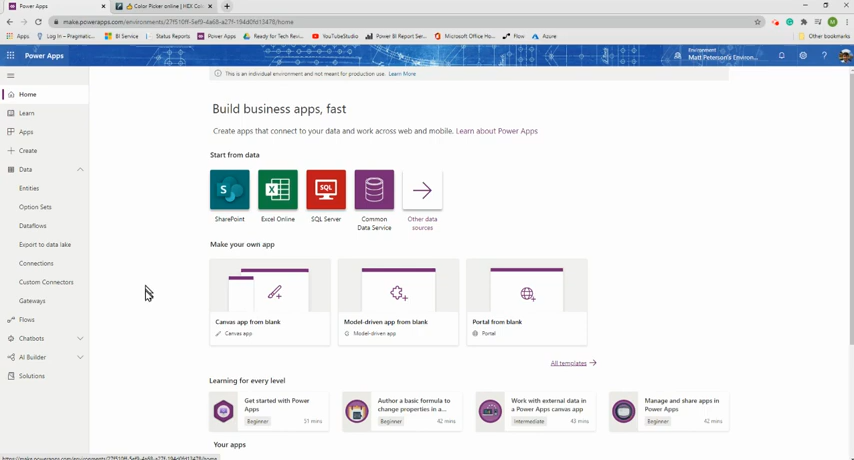 Power Apps
Color Picker online | HEX Col
make.powerapps.com/environments/27f510ff-5ef9-4a68-a27f-194d0fd13478/home
Apps
Log in – Pragmatic...
BI Service
Status Reports
Power Apps
Ready for Tech Revi...
YouTubeStudio
Power BI Report Ser...
Microsoft Office Ho...
Flow
Azure
Other bookmarks
Power Apps
Environment
Matt Peterson's Environ...
This is an individual environment and not meant for production use. Learn More
Home
Learn
Apps
Create
Data
Entities
Option Sets
Dataflows
Export to data lake
Connections
Custom Connectors
Gateways
Flows
Chatbots
AI Builder
Solutions
Build business apps, fast
Create apps that connect to your data and work across web and mobile. Learn about Power Apps
Start from data
SharePoint
Excel Online
SQL
SQL Server
Common
Data Service
Other data
sources
Make your own app
Canvas app from blank
Canvas app
Model-driven app from blank
Model-driven app
Portal from blank
Portal
All templates
Learning for every level
Get started with Power
Apps
Beginner
51 mins
Author a basic formula to
change properties in a...
Beginner
42 mins
Work with external data in
a Power Apps canvas app
Intermediate
43 mins
Manage and share apps in
Power Apps
Beginner
42 mins
Your apps